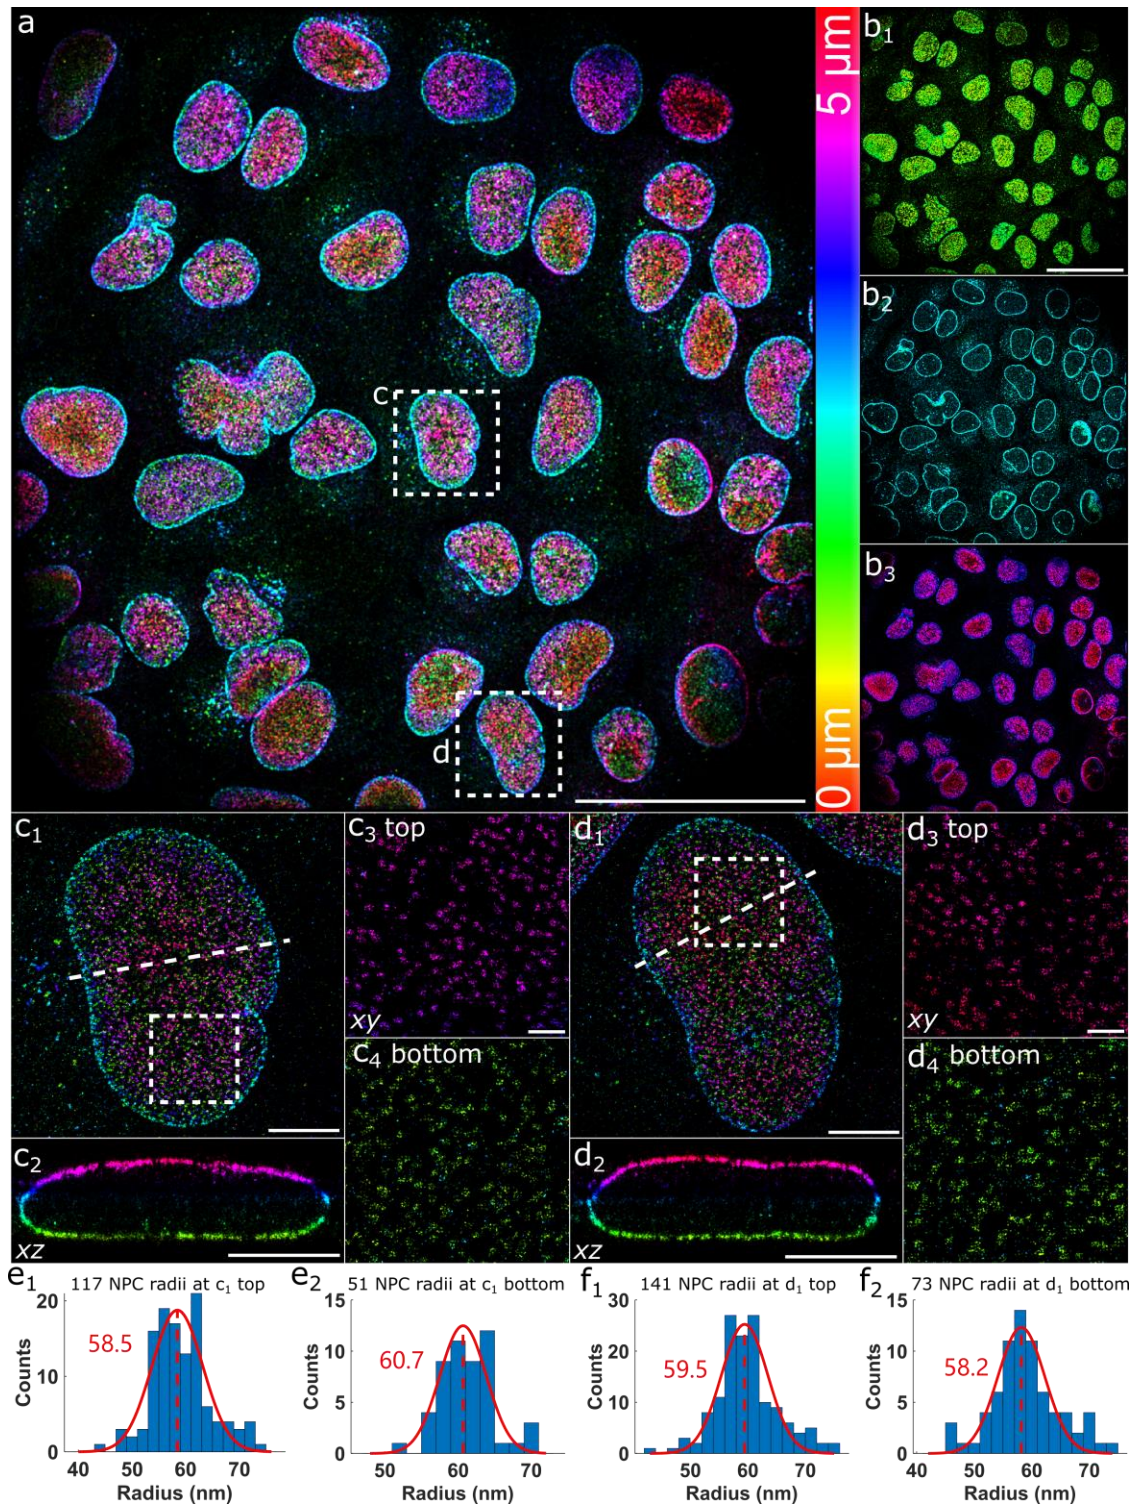 a
5 µm
0 µm
c
d
b1
b2
b3
c1
c3 top
xy
c4 bottom
c2
xz
d1
d3 top
xy
d4 bottom
d2
xz
e1
117 NPC radii at c1 top
20
10
0
Counts
58.5
40 50 60 70
Radius (nm)
e2
51 NPC radii at c1 bottom
15
10
5
0
Counts
60.7
50 60 70
Radius (nm)
f1
141 NPC radii at d1 top
30
20
10
0
Counts
59.5
50 60 70
Radius (nm)
f2
73 NPC radii at d1 bottom
15
10
5
0
Counts
58.2
50 60 70
Radius (nm)